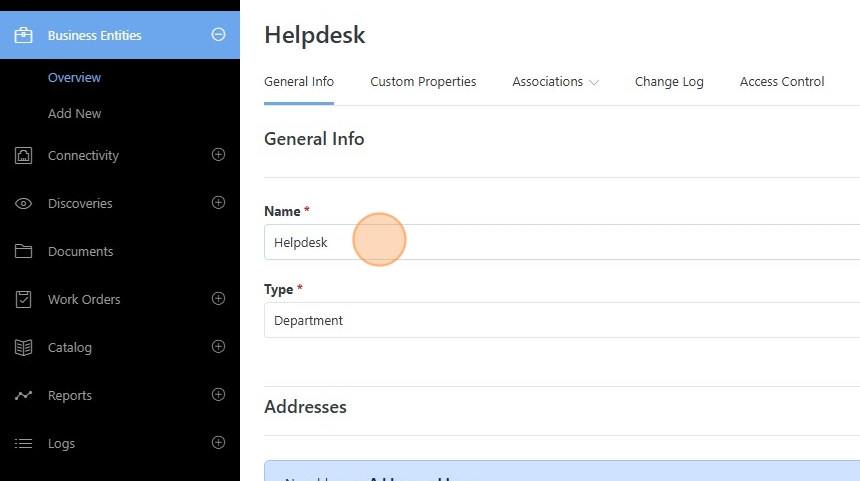 Business Entities
Overview
Add New
Connectivity
Discoveries
Documents
Work Orders
Catalog
Reports
Logs
Helpdesk
General Info Custom Properties Associations Change Log Access Control
General Info
Name *
Helpdesk
Type *
Department
Addresses